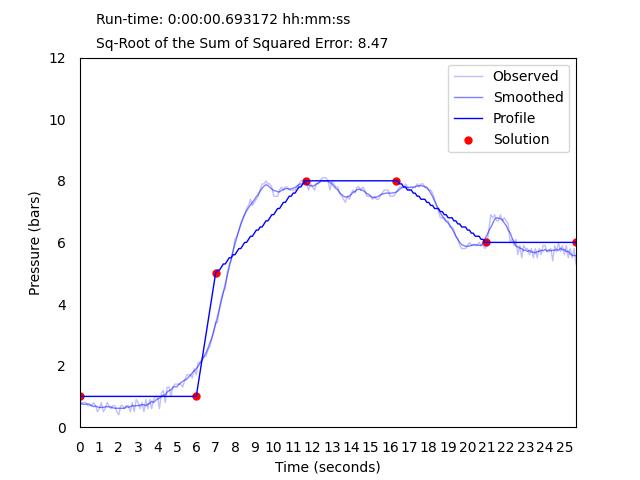 Run-time: 0:00:00.693172 hh:mm:ss
Sq-Root of the Sum of Squared Error: 8.47
12
10
8
6
4
2
0
Pressure (bars)
Observed
Smoothed
Profile
Solution
0 1 2 3 4 5 6 7 8 9 10 11 12 13 14 15 16 17 18 19 20 21 22 23 24 25
Time (seconds)